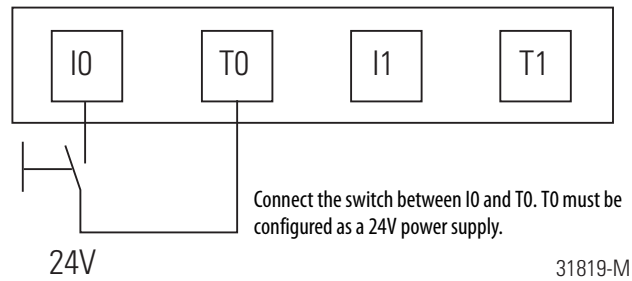 I0 T0 I1 T1
Connect the switch between I0 and T0. T0 must be
configured as a 24V power supply.
24V
31819-M